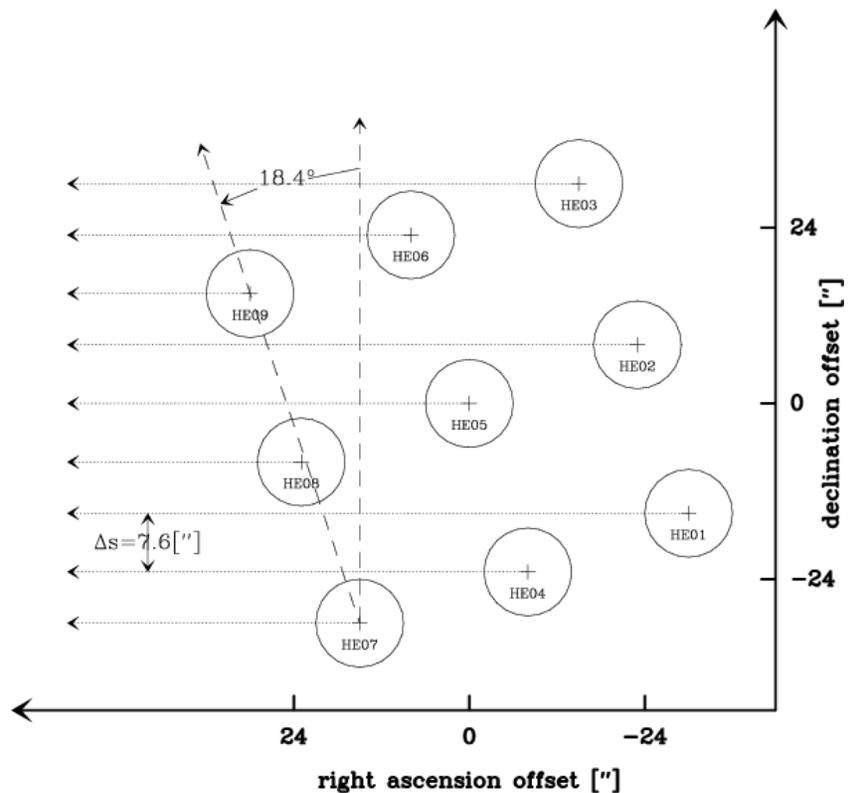 18.4°
HE03
24
HE06
HE09
HE02
0
HE05
HE08
HE01
Δs=7.6["]
-24
HE04
HE07
declination offset ["]
24
0
-24
right ascension offset ["]